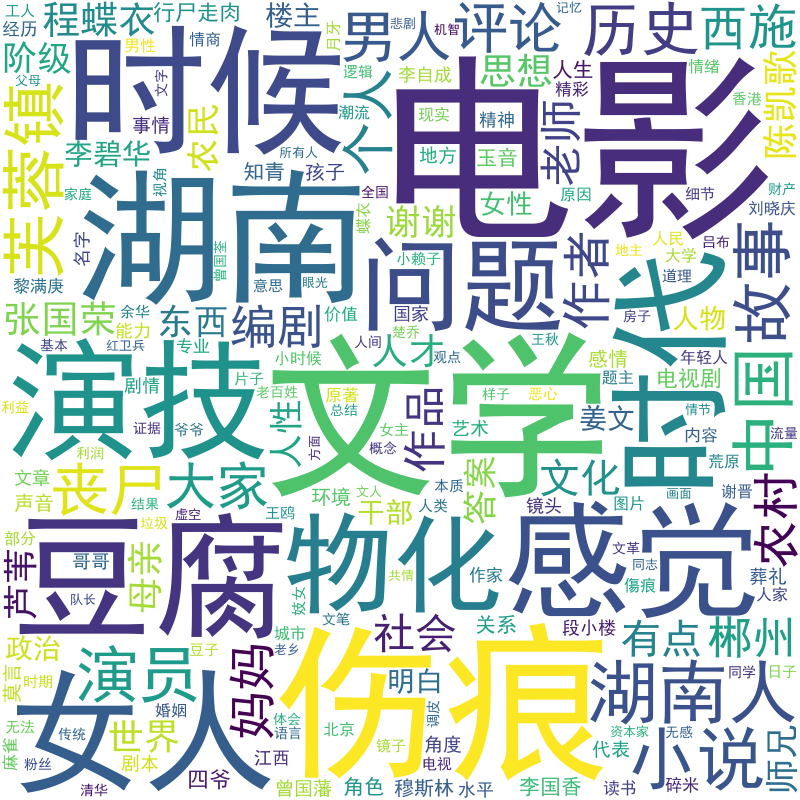 工人
程蝶衣
行尸走肉
楼主
男人
悲剧
记忆
评论
历史
西施
经历
情商
月牙
机智
阶级
男性
时候
文字
逻辑
李自成
思想
人生
情绪
陈凯歌
父母
事情
潮流
个人
现实
精神
精彩
老师
香港
芙蓉镇
李碧华
农民
电影
知青
孩子
所有人
地方
玉音
原因
细节
财产
家庭
视角
湖南
全国
谢谢
女性
刘晓庆
名字
曾国荃
蝶衣
小赖子
问题
作者
地主
人民
大学
吕布
故事
黎满庚
意思
眼光
道理
张国荣
余华
能力
东西
编剧
价值
国家
楚乔
房子
人物
时代
中国
基本
红卫兵
专业
小时候
人间
人才
观点
王秋
感情
年轻人
演技
剧情
片子
老百姓
原著
总结
文学
女主
作品
样子
恶心
题主
电视剧
情节
利益
证据
爷爷
人性
方面
概念
艺术
姜文
内容
流量
利润
文章
丧尸
大家
答案
文化
荒原
农村
声音
结果
环境
文人
本质
干部
人类
镜头
图片
画面
谢晋
豆腐
垃圾
虚空
王鸥
物化
感觉
部分
芦苇
母亲
哥哥
共情
作家
文革
同志
傷痕
葬礼
人家
队长
妓女
文笔
政治
豆子
城市
老乡
伤痕
社会
关系
段小楼
有点
郴州
莫言
时期
演员
妈妈
明白
湖南人
同学
日子
女人
婚姻
世界
体会
语言
北京
调皮
角度
小说
师兄
麻雀
无法
传统
剧本
江西
镜子
电视
代表
资本家
无感
粉丝
清华
四爷
曾国藩
角色
穆斯林
水平
李国香
读书
碎米